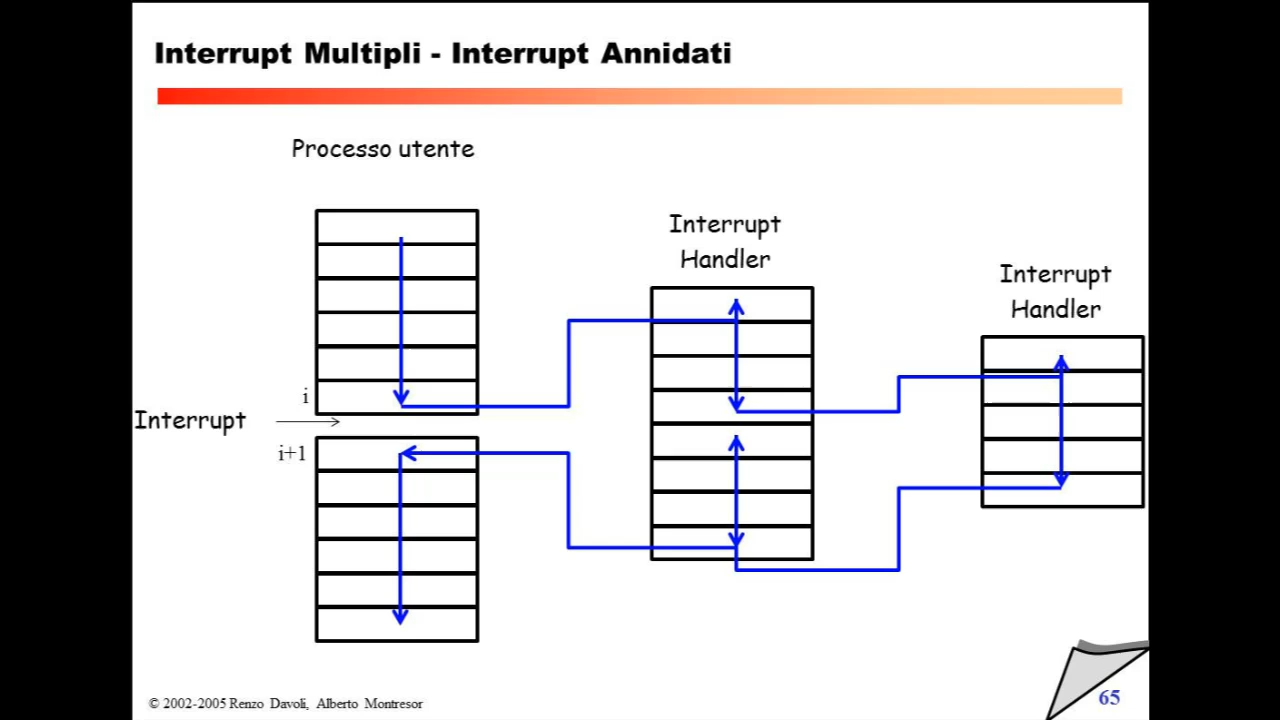 Interrupt Multipli - Interrupt Annidati
Processo utente
Interrupt
Handler
Interrupt
Handler
i
Interrupt
i+1
© 2002-2005 Renzo Davoli, Alberto Montresor
65